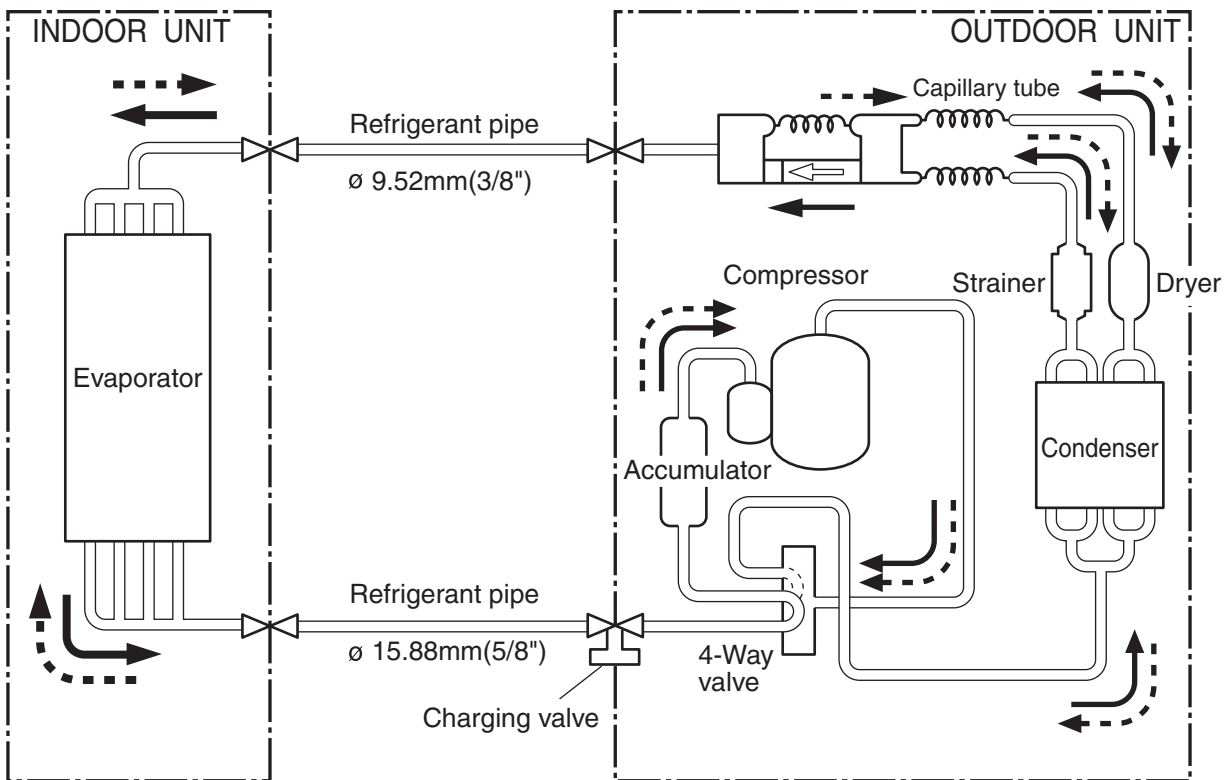 INDOOR UNIT
OUTDOOR UNIT
Capillary tube
Refrigerant pipe
ø 9.52mm(3/8")
Compressor
Strainer
Dryer
Evaporator
Condenser
Accumulator
Refrigerant pipe
ø 15.88mm(5/8")
4-Way
valve
Charging valve